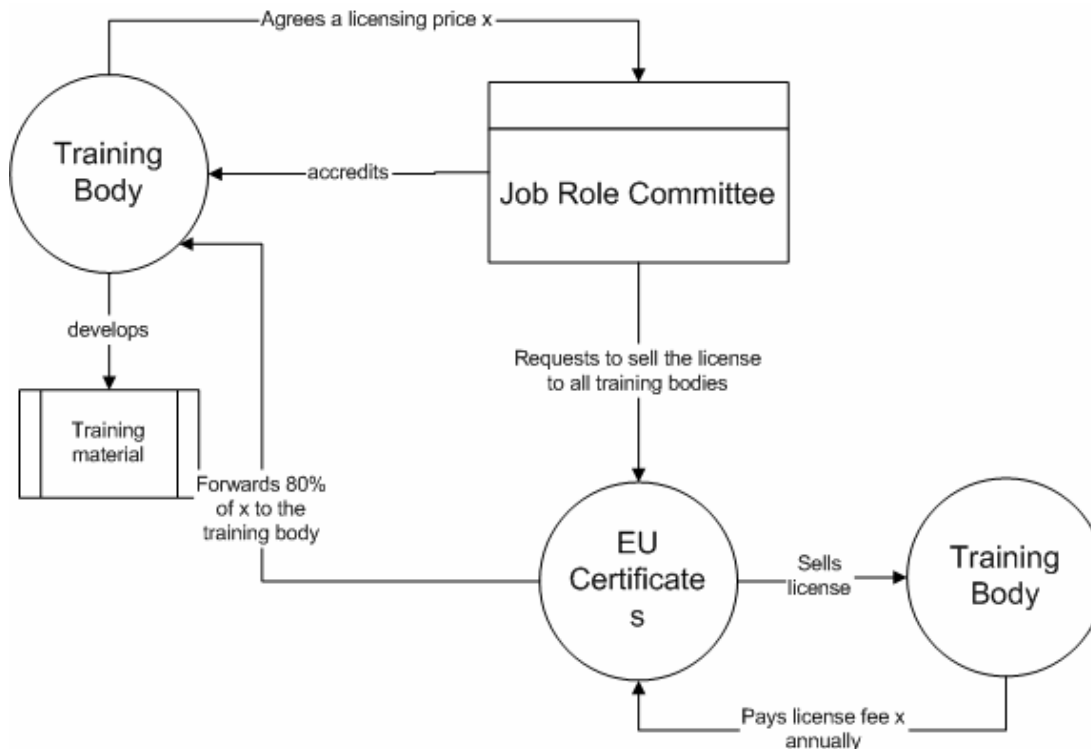 Agrees a licensing price x
Training
Body
accredits
Job Role Committee
develops
Requests to sell the license
to all training bodies
Training
material
Forwards 80%
of x to the
training body
EU
Certificate
s
Sells
license
Training
Body
Pays license fee x
annually